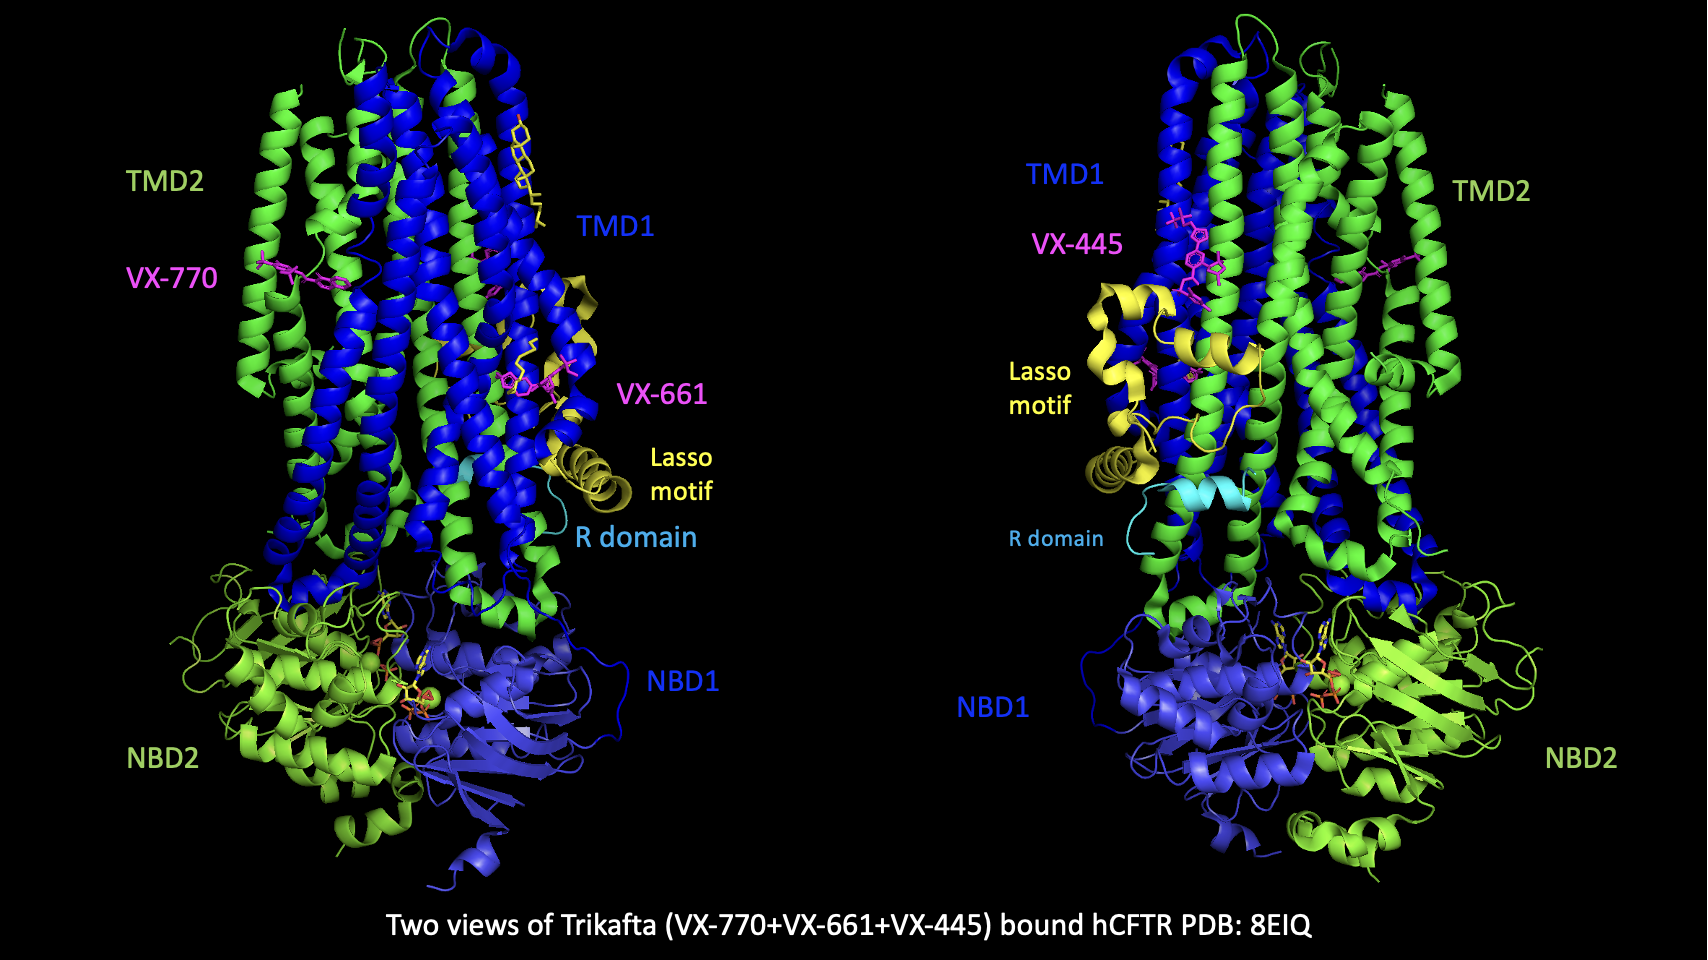 TMD2
VX-770
TMD1
VX-661
Lasso
motif
R domain
NBD1
NBD2
TMD1
VX-445
TMD2
Lasso
motif
R domain
NBD1
NBD2
Two views of Trikafta (VX-770+VX-661+VX-445) bound hCFTR PDB: 8EIQ